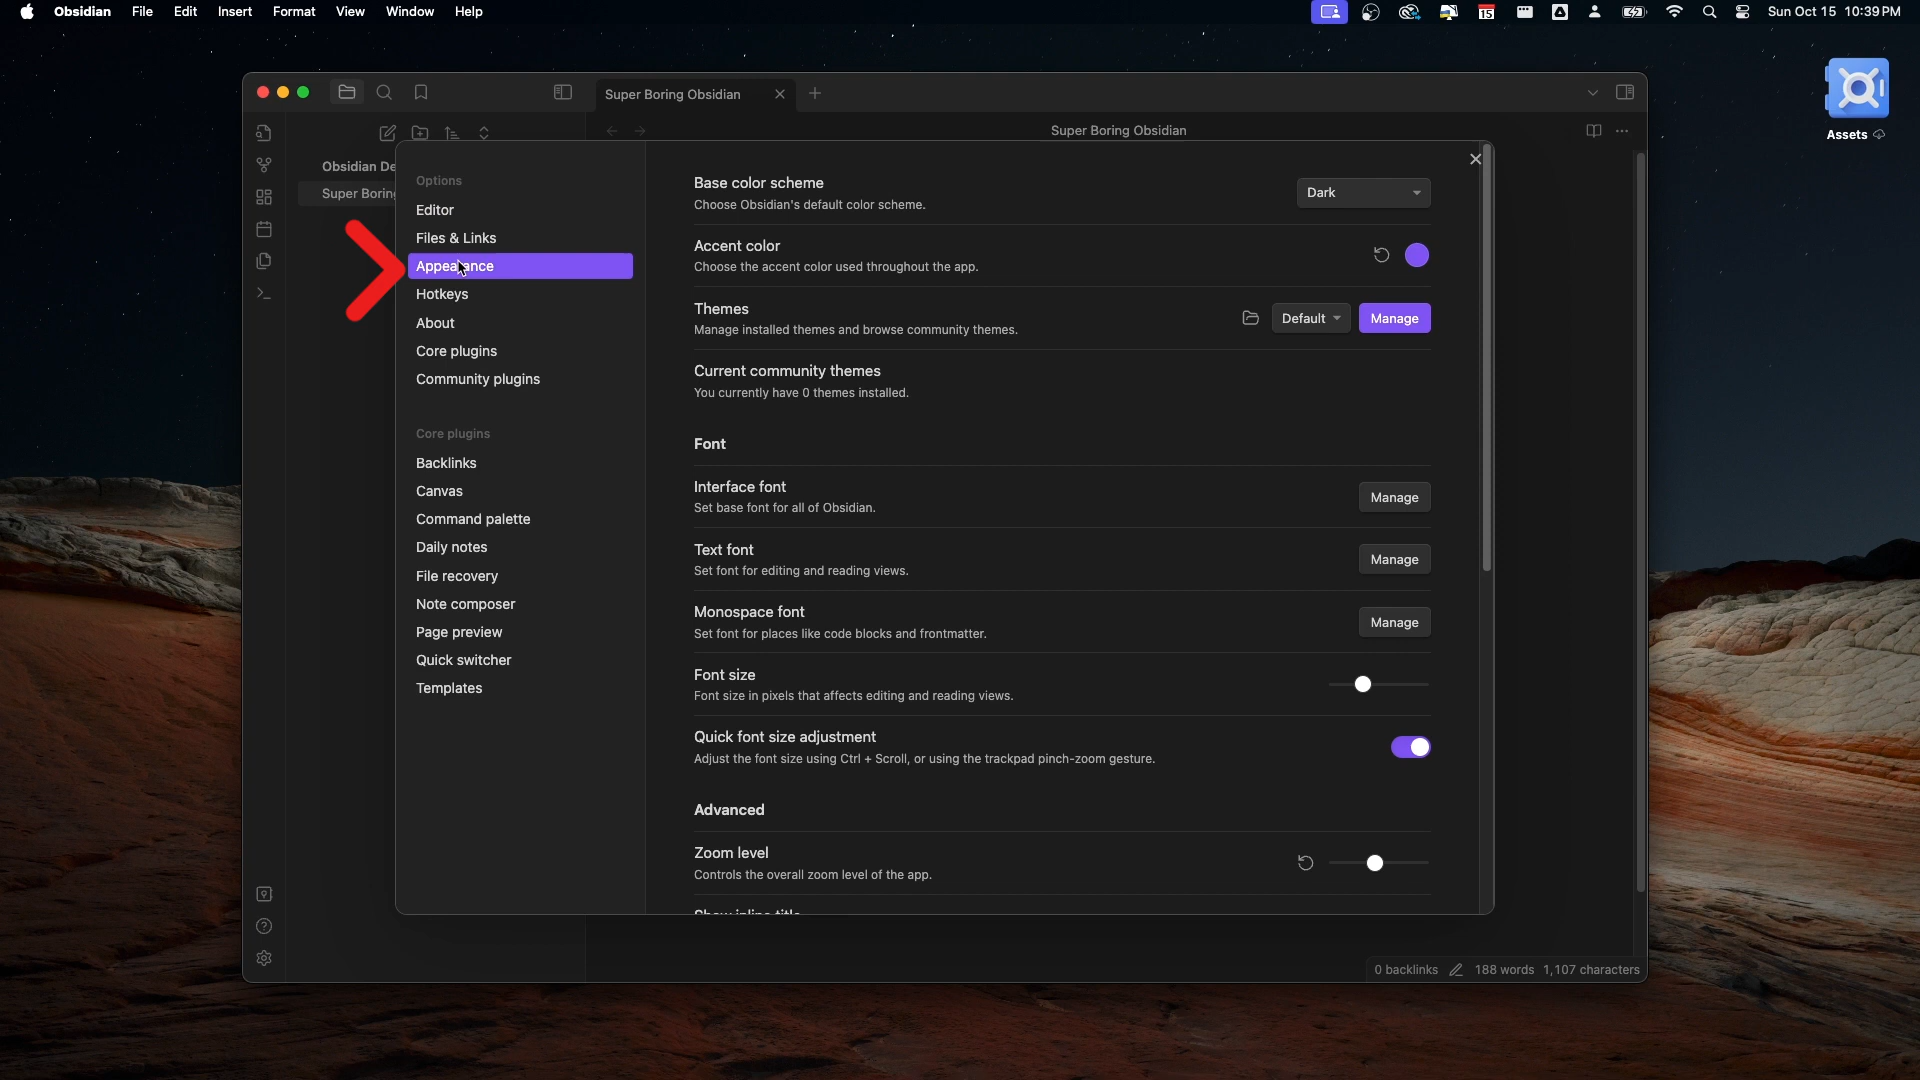 Obsidian File Edit Insert Format View Window Help
15
Sun Oct 15 10:39 PM
Assets
Super Boring Obsidian
Super Boring Obsidian
Obsidian De
Super Boring
Options
Editor
Files & Links
Appearance
Hotkeys
About
Core plugins
Community plugins
Core plugins
Backlinks
Canvas
Command palette
Daily notes
File recovery
Note composer
Page preview
Quick switcher
Templates
Base color scheme
Choose Obsidian's default color scheme.
Dark
Accent color
Choose the accent color used throughout the app.
Themes
Manage installed themes and browse community themes.
Default
Manage
Current community themes
You currently have 0 themes installed.
Font
Interface font
Set base font for all of Obsidian.
Manage
Text font
Set font for editing and reading views.
Manage
Monospace font
Set font for places like code blocks and frontmatter.
Manage
Font size
Font size in pixels that affects editing and reading views.
Quick font size adjustment
Adjust the font size using Ctrl + Scroll, or using the trackpad pinch-zoom gesture.
Advanced
Zoom level
Controls the overall zoom level of the app.
Show inline title
0 backlinks 188 words 1,107 characters